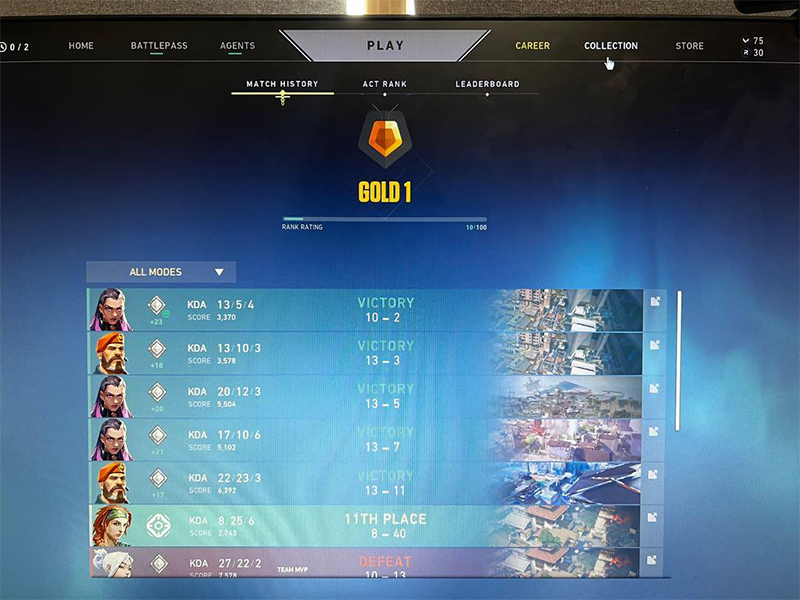 0/2 HOME BATTLEPASS AGENTS PLAY CAREER COLLECTION STORE 75
R 30
MATCH HISTORY ACT RANK LEADERBOARD
GOLD 1
RANK RATING 10/100
ALL MODES
KDA 13/5/4 VICTORY
+23 SCORE 3,370 10 – 2
KDA 13/10/3 VICTORY
+18 SCORE 3,578 13 – 3
KDA 20/12/3 VICTORY
+20 SCORE 5,504 13 – 5
KDA 17/10/6 VICTORY
+21 SCORE 5,102 13 – 7
KDA 22/23/3 VICTORY
+17 SCORE 6,392 13 – 11
KDA 8/25/6 11TH PLACE
SCORE 2,743 8 – 40
KDA 27/22/2 TEAM MVP DEFEAT
SCORE 7,578 10 – 13